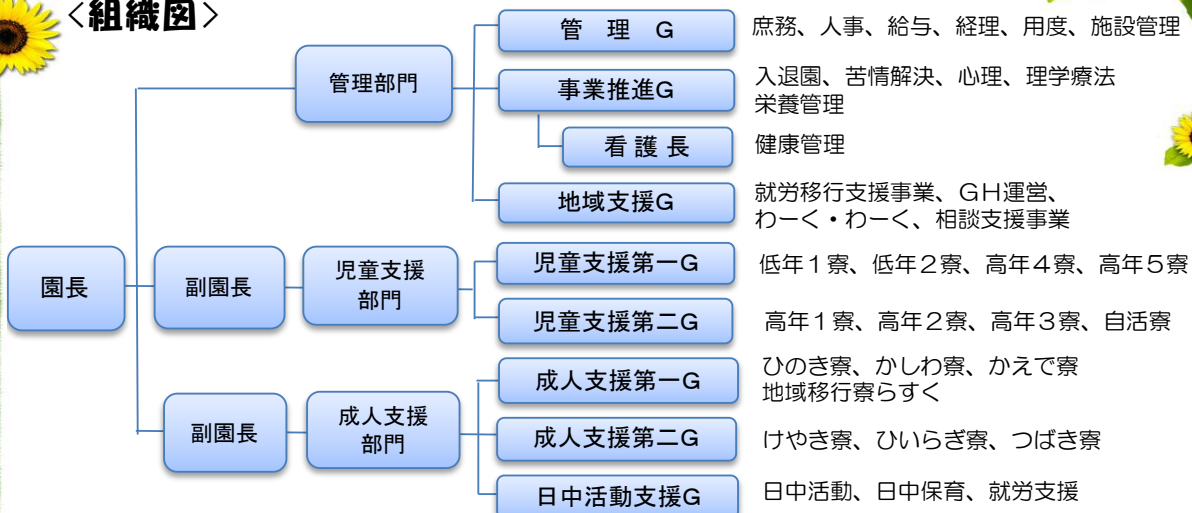 <組織図>
管 理 G
庶務、人事、給与、経理、用度、施設管理
管理部門
事業推進G
入退園、苦情解決、心理、理学療法
栄養管理
看 護 長
健康管理
地域支援G
就労移行支援事業、GH運営、
わーく・わーく、相談支援事業
園長
副園長
児童支援
部門
児童支援第一G
低年1寮、低年2寮、高年4寮、高年5寮
児童支援第二G
高年1寮、高年2寮、高年3寮、自活寮
副園長
成人支援
部門
成人支援第一G
ひのき寮、かしわ寮、かえで寮
地域移行寮らすく
成人支援第二G
けやき寮、ひいらぎ寮、つばき寮
日中活動支援G
日中活動、日中保育、就労支援